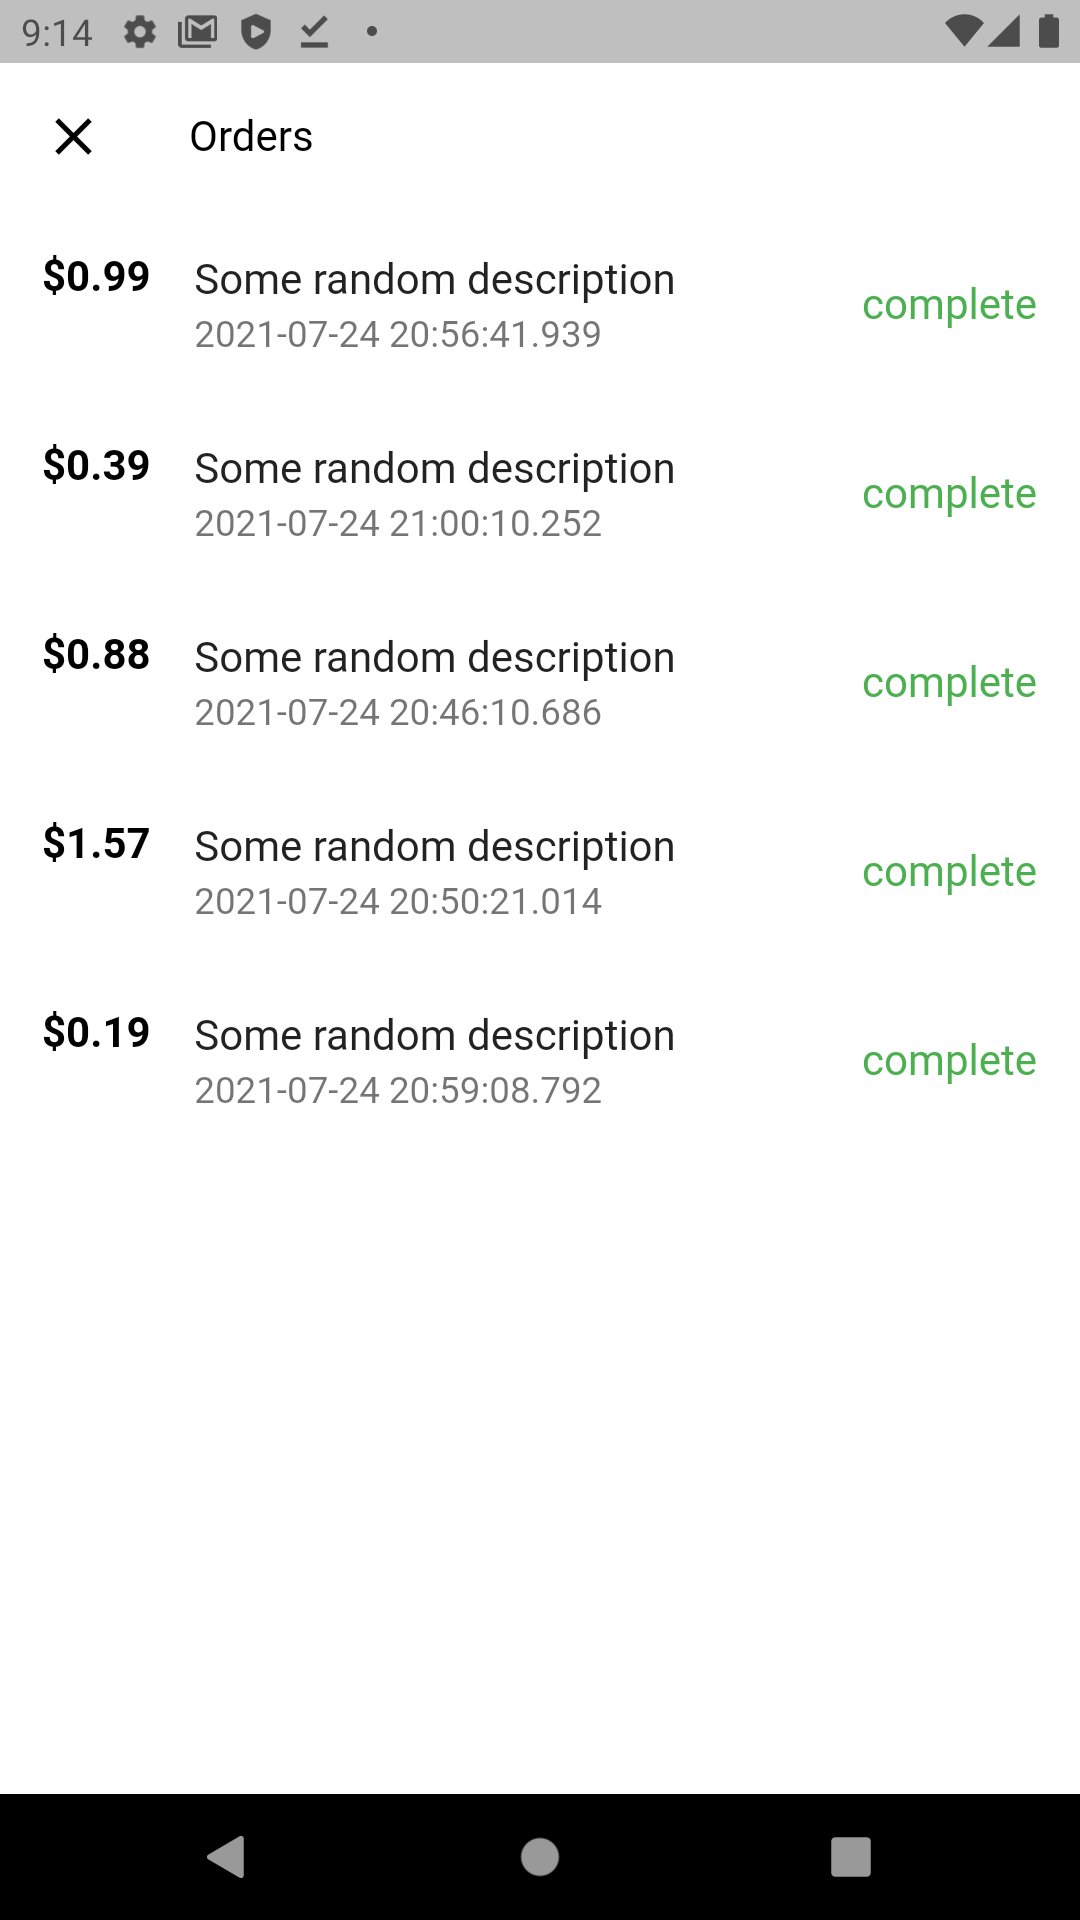 9:14
Orders
$0.99 Some random description
2021-07-24 20:56:41.939
complete
$0.39 Some random description
2021-07-24 21:00:10.252
complete
$0.88 Some random description
2021-07-24 20:46:10.686
complete
$1.57 Some random description
2021-07-24 20:50:21.014
complete
$0.19 Some random description
2021-07-24 20:59:08.792
complete